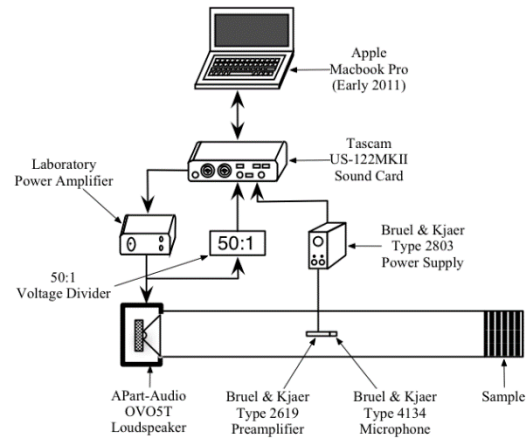 Apple
Macbook Pro
(Early 2011)
Tascam
US-122MKII
Sound Card
Laboratory
Power Amplifier
Bruel & Kjaer
Type 2803
Power Supply
50:1
50:1
Voltage Divider
APart-Audio
OVO5T
Loudspeaker
Bruel & Kjaer
Type 2619
Preamplifier
Bruel & Kjaer
Type 4134
Microphone
Sample